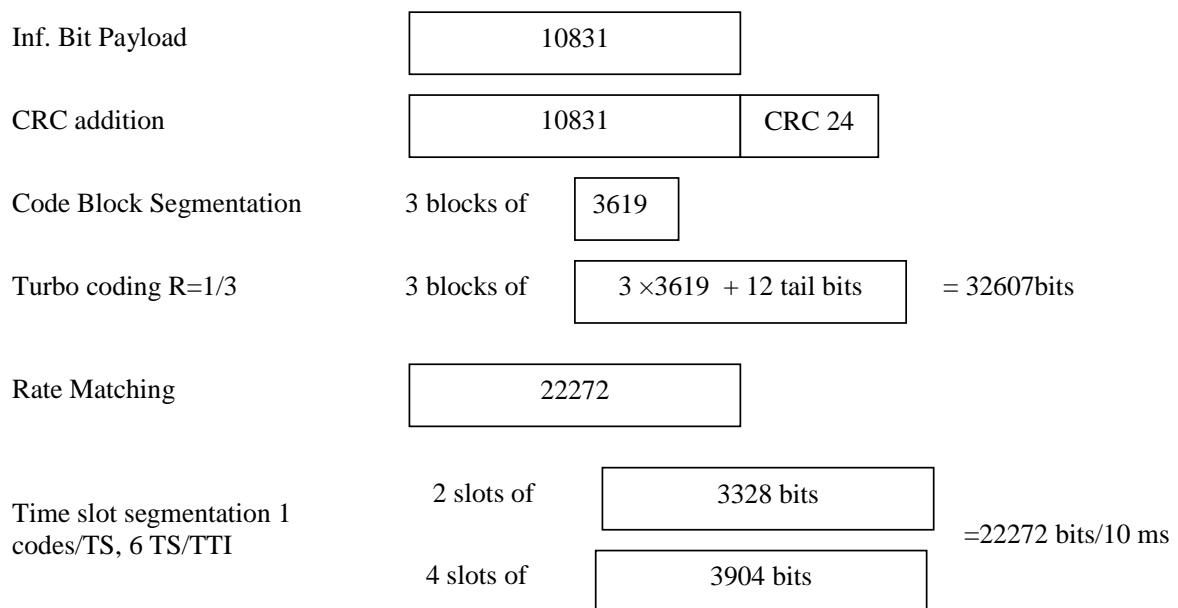 Inf. Bit Payload 10831
CRC addition 10831 CRC 24
Code Block Segmentation 3 blocks of 3619
Turbo coding R=1/3 3 blocks of 3 ×3619 + 12 tail bits = 32607bits
Rate Matching 22272
2 slots of 3328 bits
Time slot segmentation 1
codes/TS, 6 TS/TTI
=22272 bits/10 ms
4 slots of 3904 bits